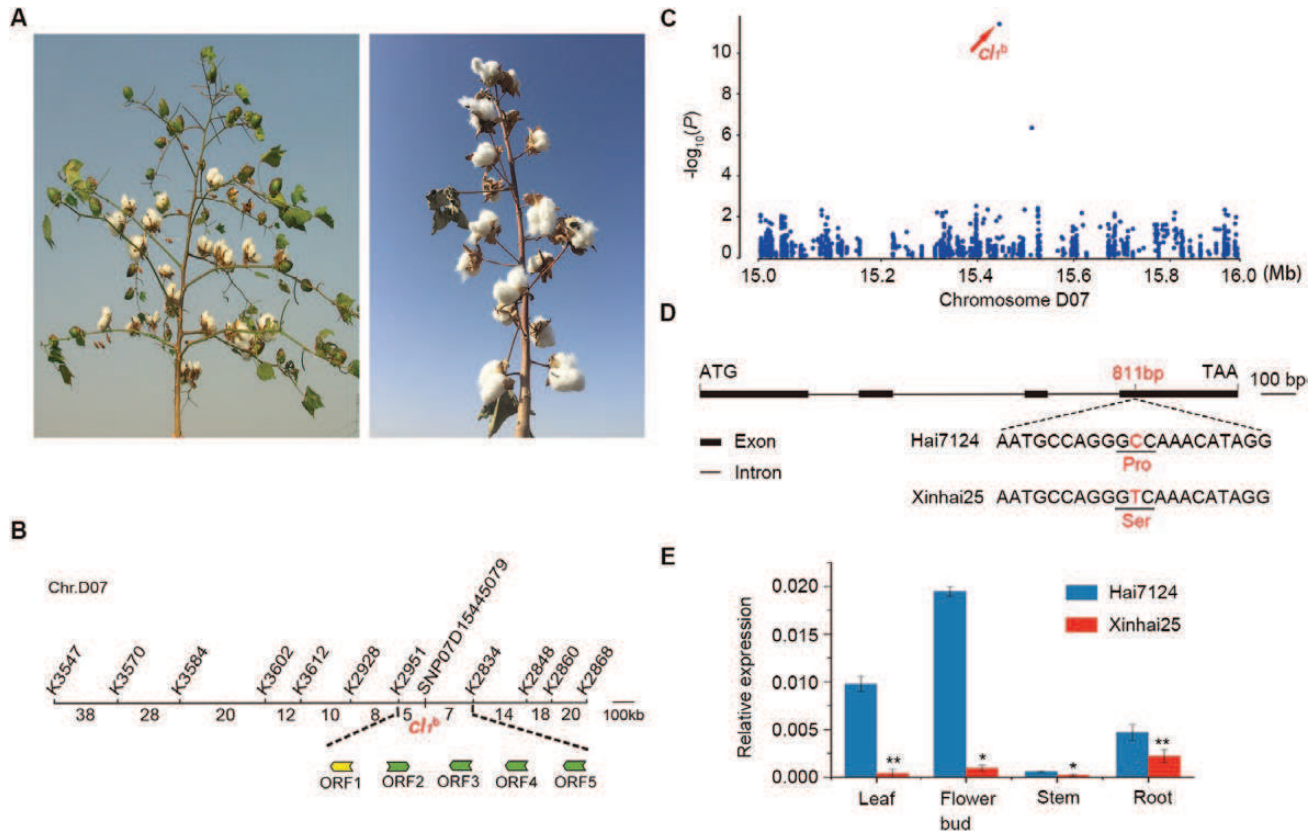 A
B
Chr.D07
K3547
K3570
K3584
K3602
K3612
K2928
K2951
SNP07D15445079
K2834
K2848
K2860
K2868
38 28 20 12 10 8 5 7 14 18 20 100kb
cl₁ᵇ
ORF1 ORF2 ORF3 ORF4 ORF5
C
-log₁₀(P)
10
8
6
4
2
0
cl₁ᵇ
15.0 15.2 15.4 15.6 15.8 16.0 (Mb)
Chromosome D07
D
ATG 811bp TAA 100 bp
Exon
Intron
Hai7124 AATGCCAGGGCCAAACATAGG
Pro
Xinhai25 AATGCCAGGGTCAAACATAGG
Ser
E
Relative expression
0.020
0.015
0.010
0.005
0.000
Hai7124
Xinhai25
** * * **
Leaf Flower bud Stem Root